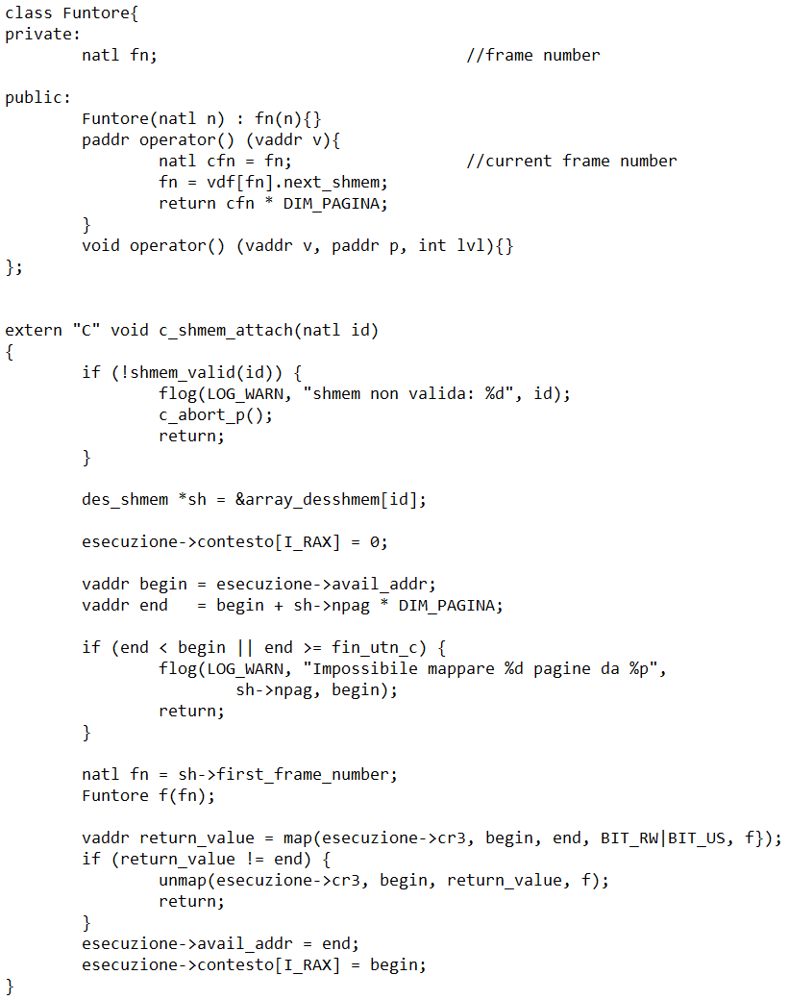 class Funtore{
private:
        natl fn;                                //frame number

public:
        Funtore(natl n) : fn(n){}
        paddr operator() (vaddr v){
                natl cfn = fn;                  //current frame number
                fn = vdf[fn].next_shmem;
                return cfn * DIM_PAGINA;
        }
        void operator() (vaddr v, paddr p, int lvl){}
};

extern "C" void c_shmem_attach(natl id)
{
        if (!shmem_valid(id)) {
                flog(LOG_WARN, "shmem non valida: %d", id);
                c_abort_p();
                return;
        }

        des_shmem *sh = &array_desshmem[id];

        esecuzione->contesto[I_RAX] = 0;

        vaddr begin = esecuzione->avail_addr;
        vaddr end   = begin + sh->npag * DIM_PAGINA;

        if (end < begin || end >= fin_utn_c) {
                flog(LOG_WARN, "Impossibile mappare %d pagine da %p",
                        sh->npag, begin);
                return;
        }

        natl fn = sh->first_frame_number;
        Funtore f(fn);

        vaddr return_value = map(esecuzione->cr3, begin, end, BIT_RW|BIT_US, f});
        if (return_value != end) {
                unmap(esecuzione->cr3, begin, return_value, f);
                return;
        }
        esecuzione->avail_addr = end;
        esecuzione->contesto[I_RAX] = begin;
}